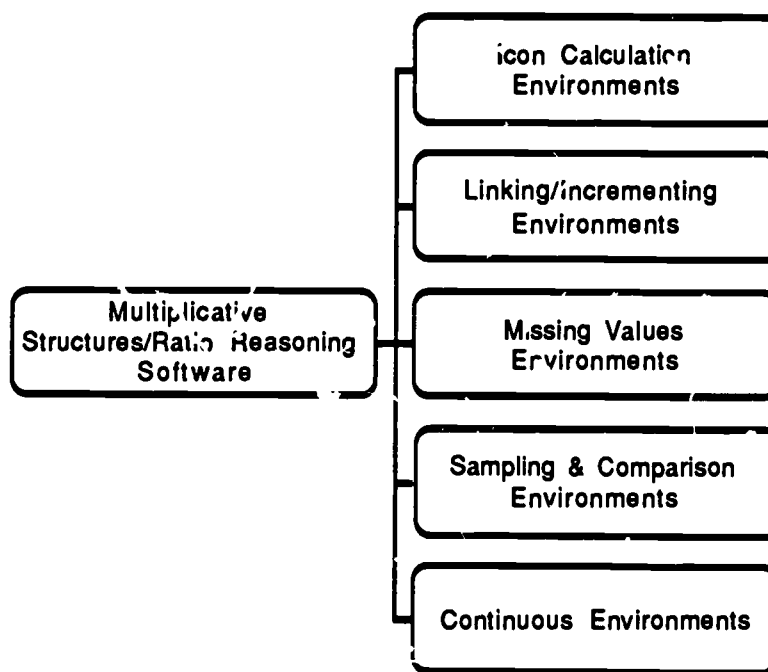 Icon Calculation
Environments
Linking/Incrementing
Environments
Multiplicative
Structures/Ratio Reasoning
Software
Missing Values
Environments
Sampling & Comparison
Environments
Continuous Environments